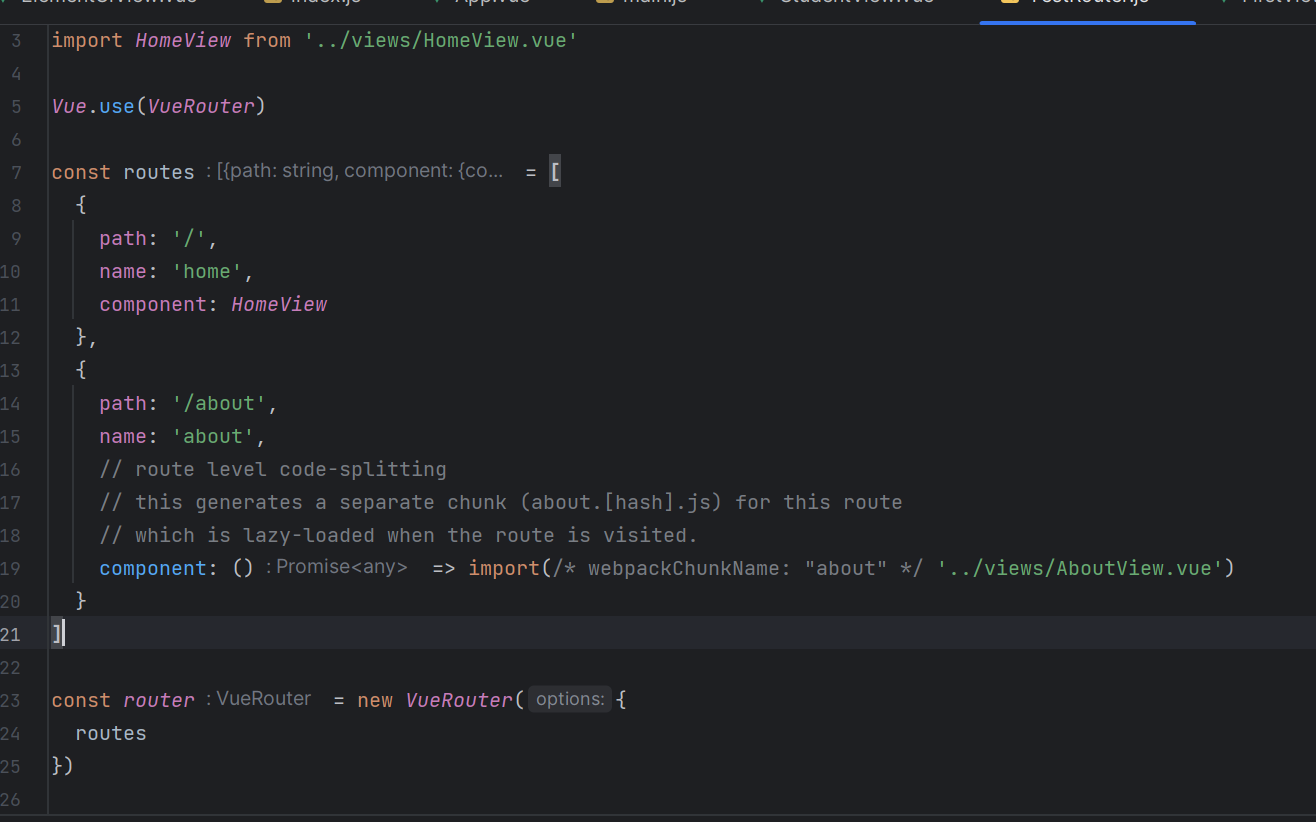 3 import HomeView from '../views/HomeView.vue'
4
5 Vue.use(VueRouter)
6
7 const routes : [{path: string, component: {co... = [
8 {
9 path: '/',
10 name: 'home',
11 component: HomeView
12 },
13 {
14 path: '/about',
15 name: 'about',
16 // route level code-splitting
17 // this generates a separate chunk (about.[hash].js) for this route
18 // which is lazy-loaded when the route is visited.
19 component: () : Promise<any> => import(/* webpackChunkName: "about" */ '../views/AboutView.vue')
20 }
21 ]
22
23 const router : VueRouter = new VueRouter( options: {
24 routes
25 })
26